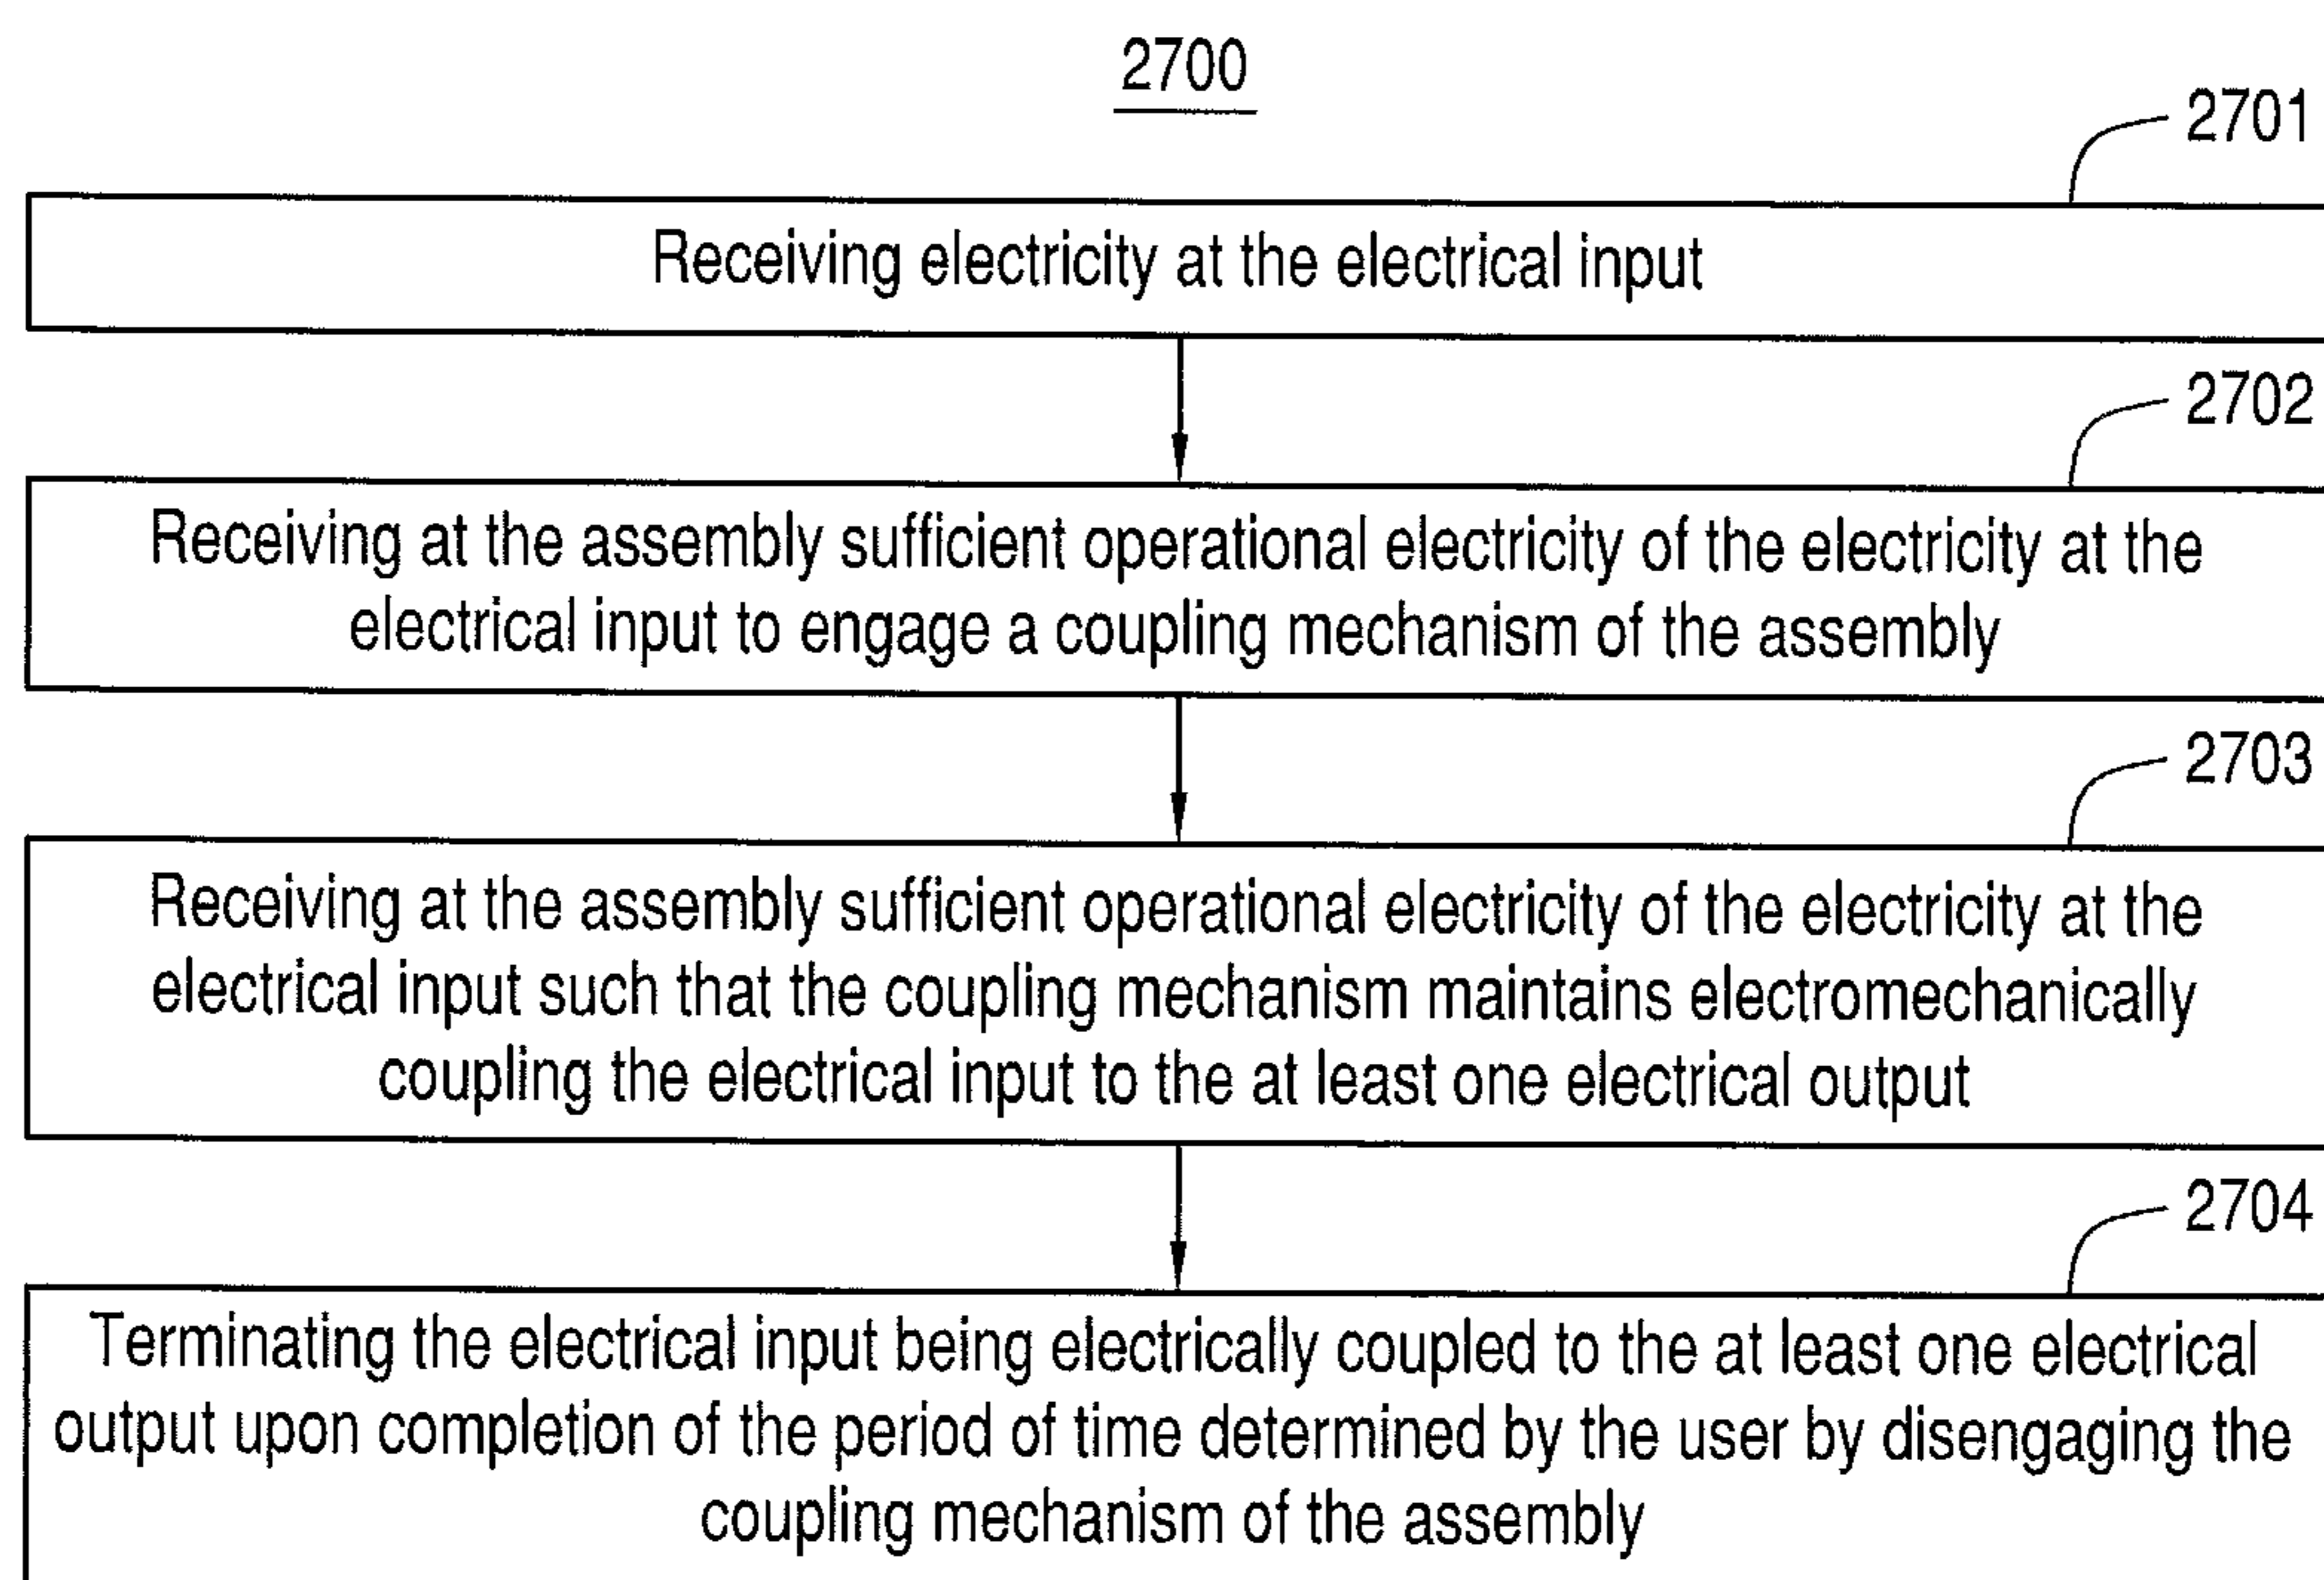 2700
2701
Receiving electricity at the electrical input
2702
Receiving at the assembly sufficient operational electricity of the electricity at the
electrical input to engage a coupling mechanism of the assembly
2703
Receiving at the assembly sufficient operational electricity of the electricity at the
electrical input such that the coupling mechanism maintains electromechanically
coupling the electrical input to the at least one electrical output
2704
Terminating the electrical input being electrically coupled to the at least one electrical
output upon completion of the period of time determined by the user by disengaging the
coupling mechanism of the assembly